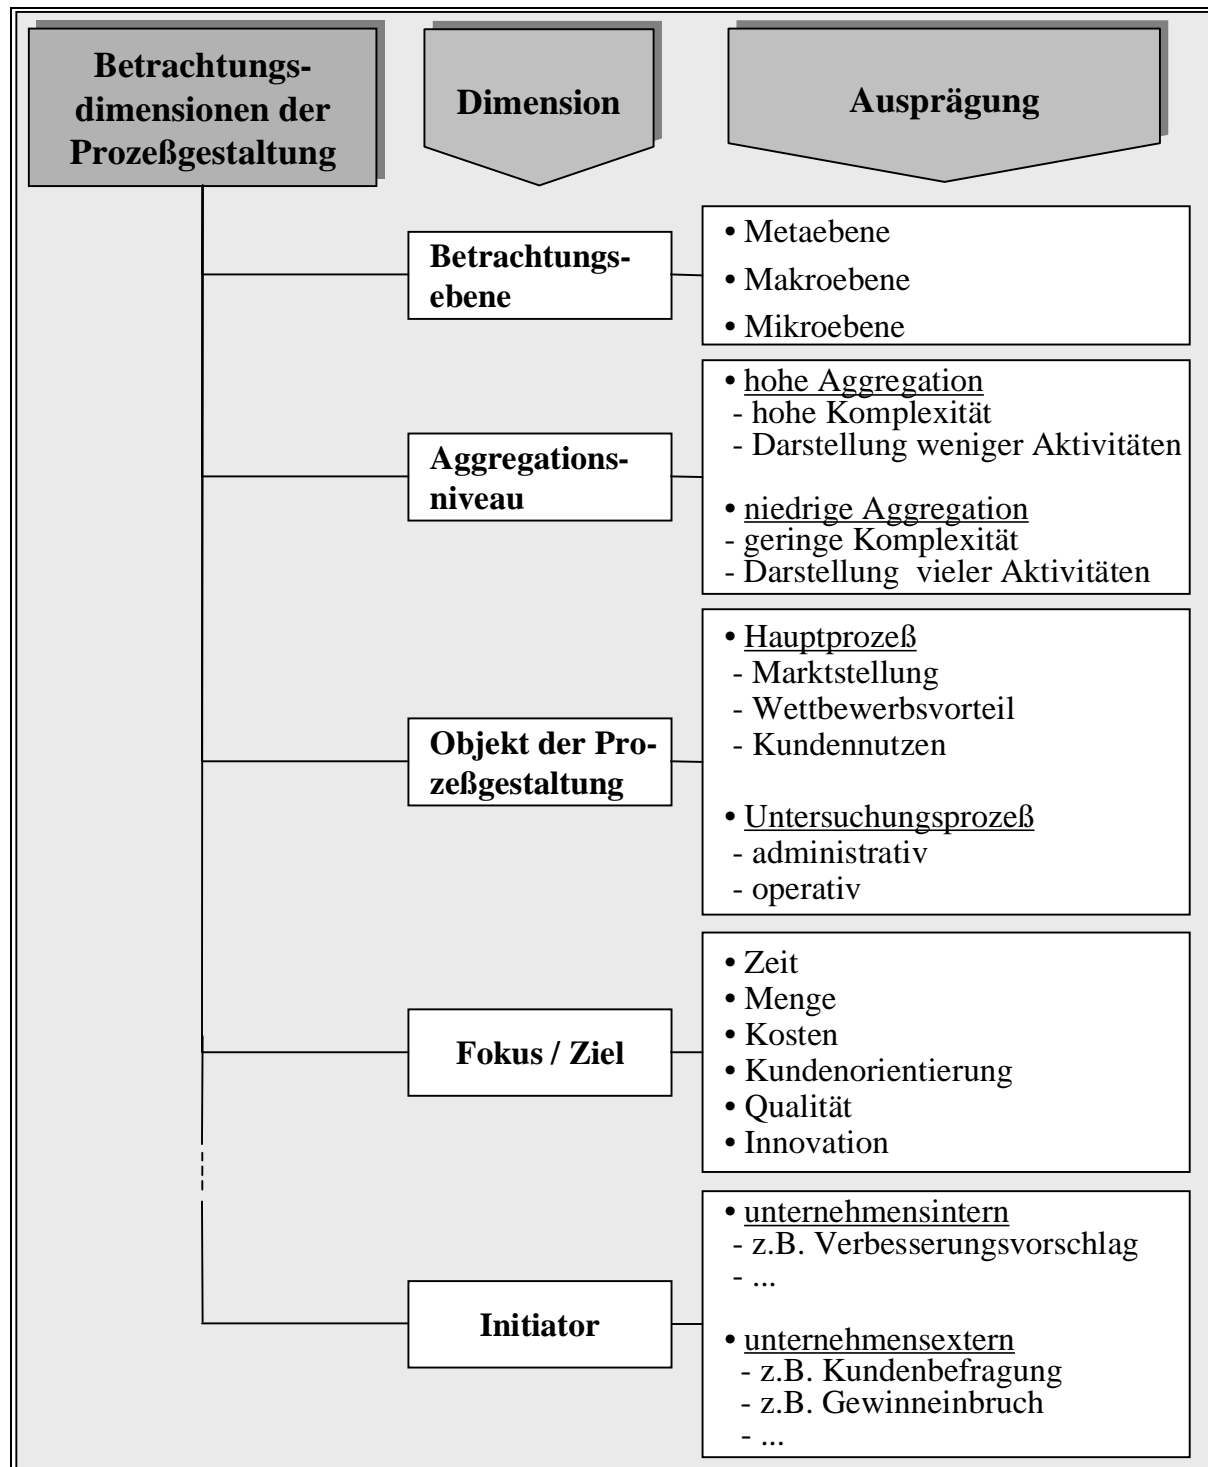 Betrachtungs-
dimensionen der
Prozeßgestaltung
Dimension
Ausprägung
Betrachtungs-
ebene
• Metaebene
• Makroebene
• Mikroebene
Aggregations-
niveau
• hohe Aggregation
- hohe Komplexität
- Darstellung weniger Aktivitäten
• niedrige Aggregation
- geringe Komplexität
- Darstellung vieler Aktivitäten
Objekt der Pro-
zeßgestaltung
• Hauptprozeß
- Marktstellung
- Wettbewerbsvorteil
- Kundennutzen
• Untersuchungsprozeß
- administrativ
- operativ
Fokus / Ziel
• Zeit
• Menge
• Kosten
• Kundenorientierung
• Qualität
• Innovation
Initiator
• unternehmensintern
- z.B. Verbesserungsvorschlag
- ...
• unternehmensextern
- z.B. Kundenbefragung
- z.B. Gewinneinbruch
- ...